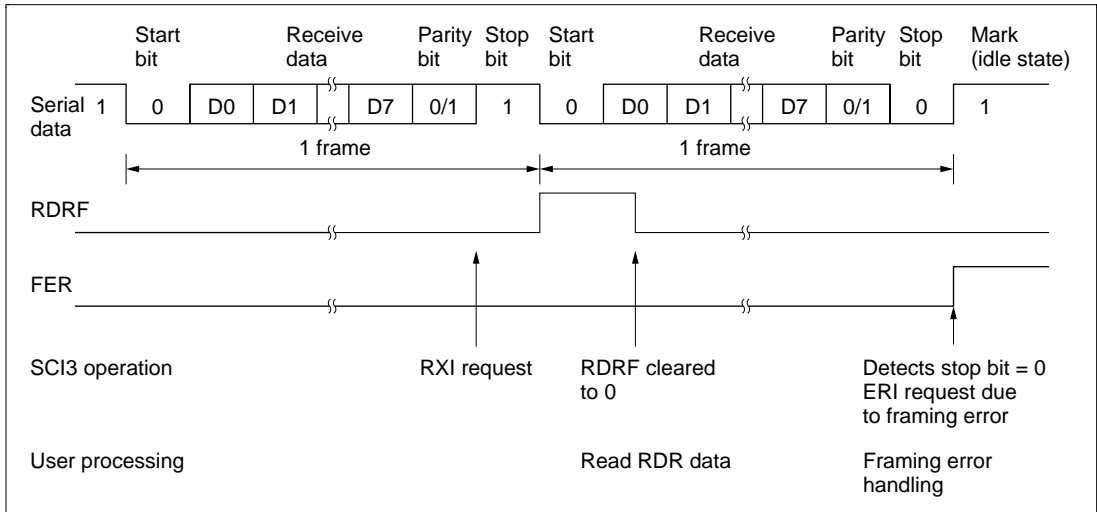 Start bit
Receive data
Parity bit
Stop bit
Start bit
Receive data
Parity bit
Stop bit
Mark (idle state)
Serial data
1 0 D0 D1 D7 0/1 1 0 D0 D1 D7 0/1 0 1
1 frame 1 frame
RDRF
FER
SCI3 operation
RXI request
RDRF cleared
to 0
Detects stop bit = 0
ERI request due
to framing error
User processing
Read RDR data
Framing error
handling